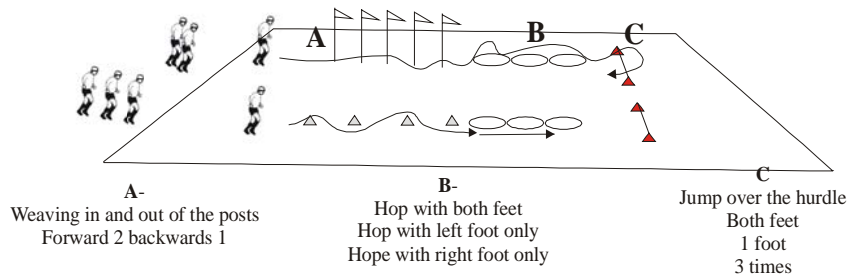 A
B
C
A-
Weaving in and out of the posts
Forward 2 backwards 1
B-
Hop with both feet
Hop with left foot only
Hope with right foot only
C
Jump over the hurdle
Both feet
1 foot
3 times